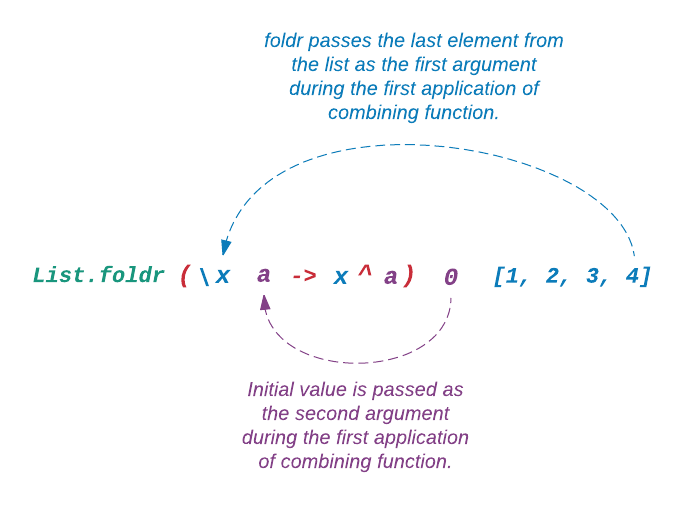 foldr passes the last element from
the list as the first argument
during the first application of
combining function.
List.foldr (\x a -> x ^ a) 0 [1, 2, 3, 4]
Initial value is passed as
the second argument
during the first application
of combining function.